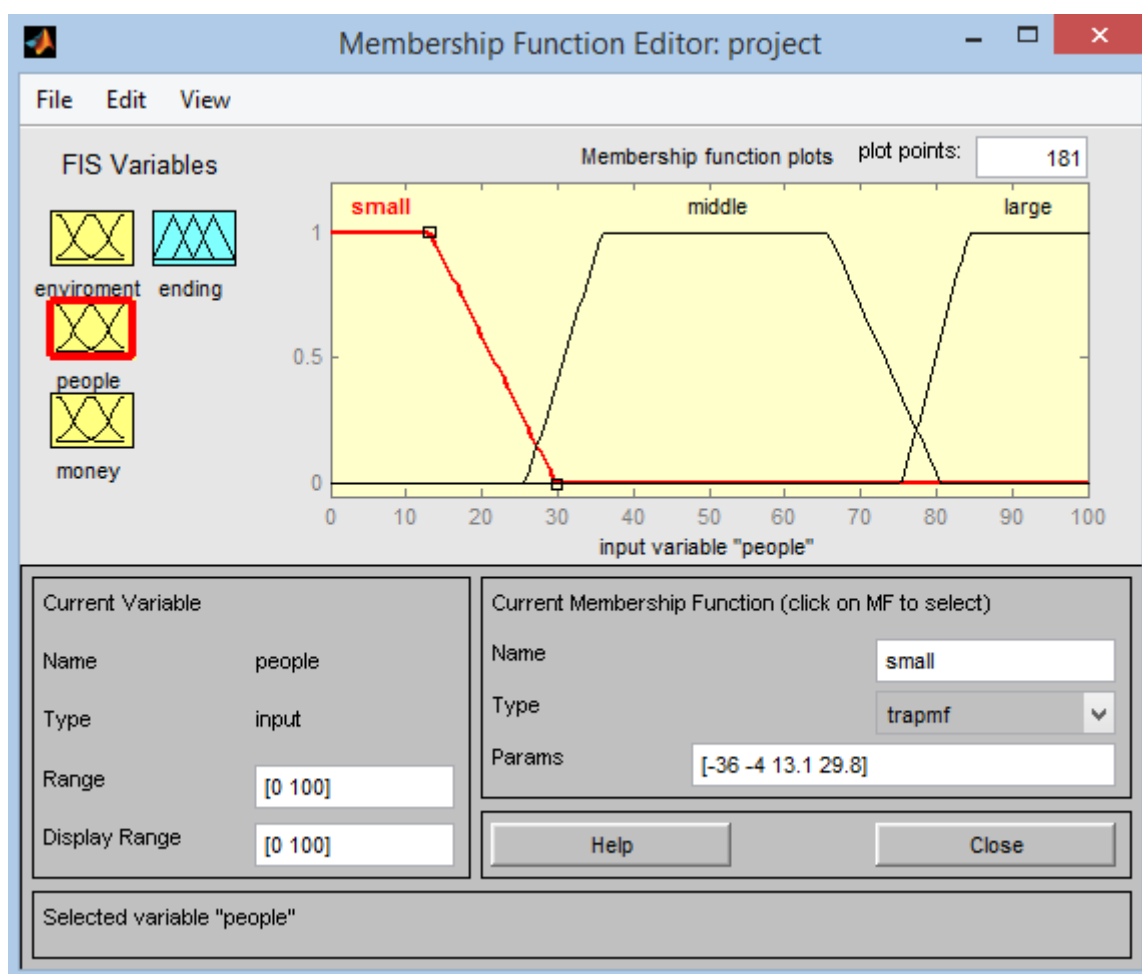 Membership Function Editor: project
File Edit View
FIS Variables
Membership function plots plot points: 181
enviroment ending
people
money
small middle large
1
0.5
0
0 10 20 30 40 50 60 70 80 90 100
input variable "people"
Current Variable
Name people
Type input
Range [0 100]
Display Range [0 100]
Current Membership Function (click on MF to select)
Name small
Type trapmf
Params [-36 -4 13.1 29.8]
Help Close
Selected variable "people"